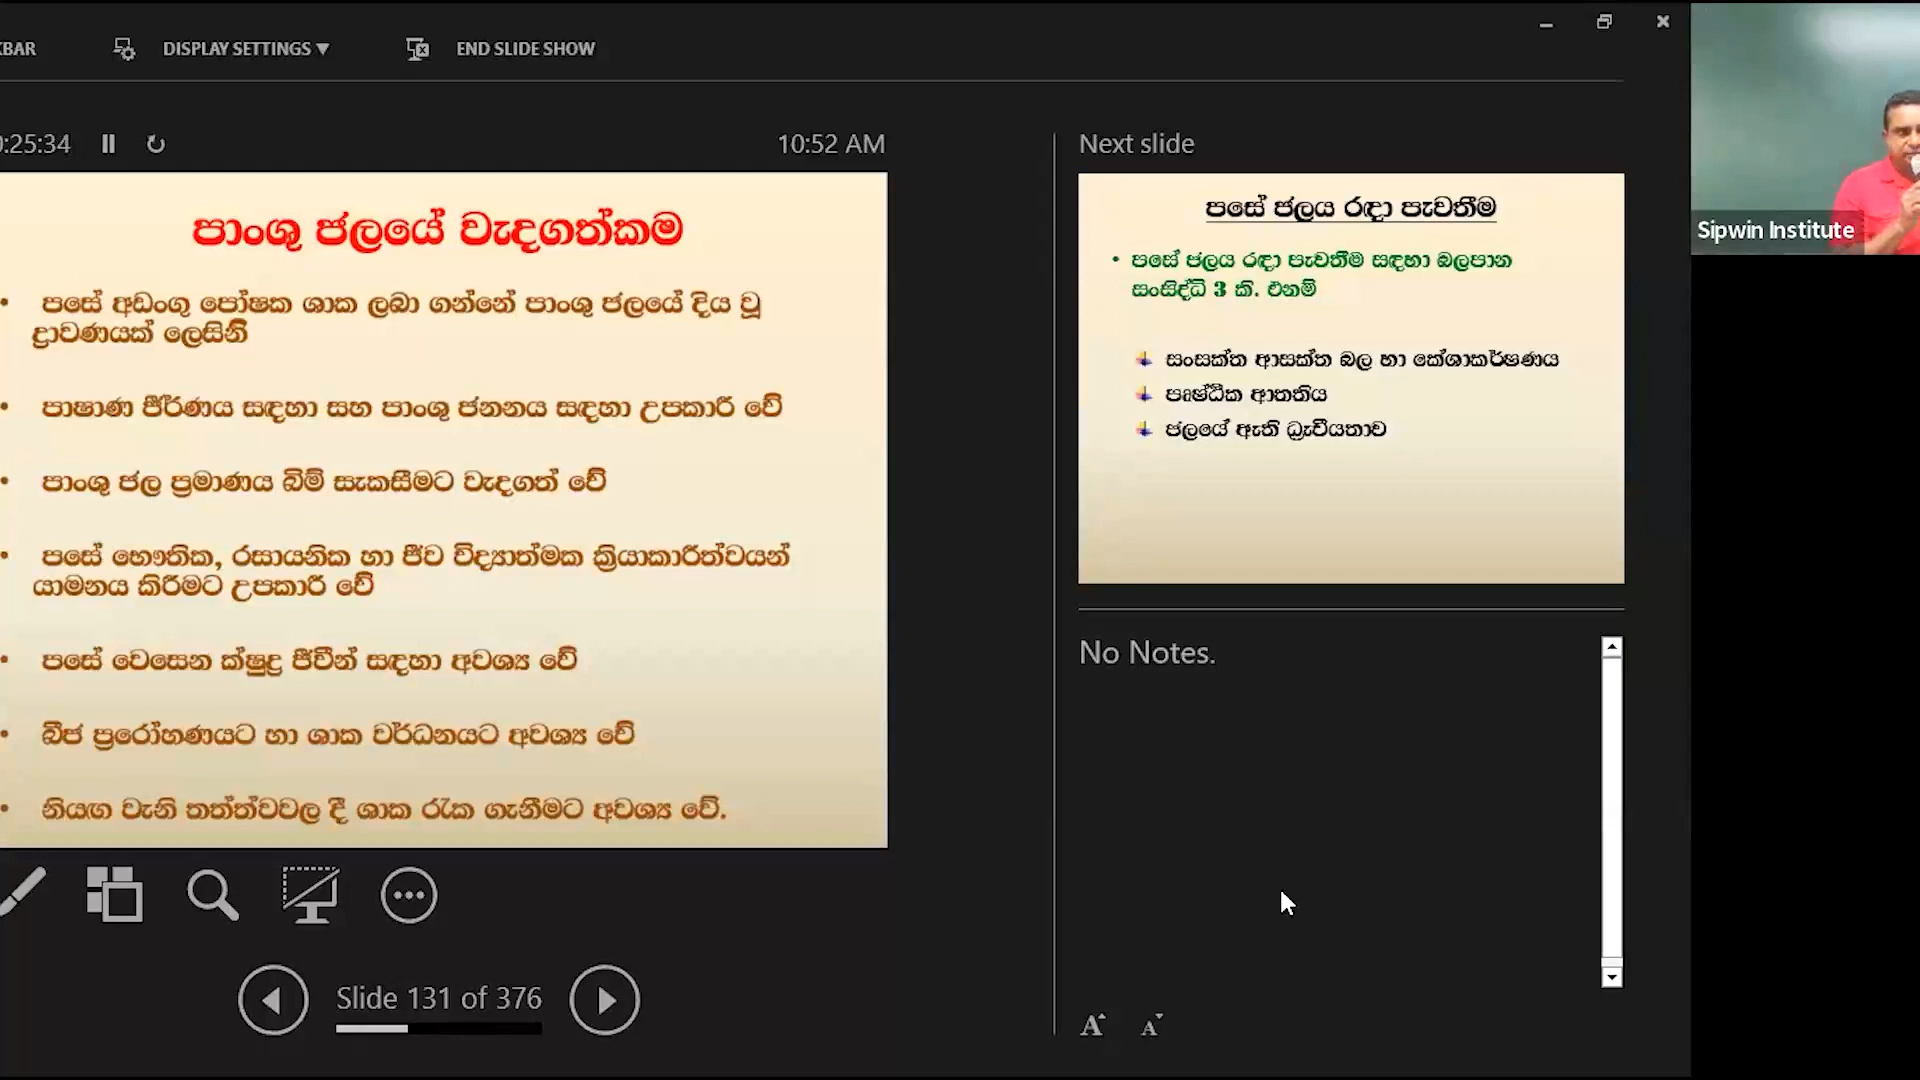 DISPLAY SETTINGS ▼
END SLIDE SHOW
:25:34
10:52 AM
පාංශු ජලයේ වැදගත්කම
• පසේ අඩංගු පෝෂක ශාක ලබා ගන්නේ පාංශු ජලයේ දිය වූ
ද්‍රාවණයක් ලෙසිනි
• පාෂාණ ජීර්ණය සඳහා සහ පාංශු ජනනය සඳහා උපකාරී වේ
• පාංශු ජල ප්‍රමාණය බිම් සැකසීමට වැදගත් වේ
• පසේ භෞතික, රසායනික හා ජීව විද්‍යාත්මක ක්‍රියාකාරීත්වයන්
යාමනය කිරීමට උපකාරී වේ
• පසේ වෙසෙන ක්ෂුද්‍ර ජීවීන් සඳහා අවශ්‍ය වේ
• බීජ ප්‍රරෝහණයට හා ශාක වර්ධනයට අවශ්‍ය වේ
• නියඟ වැනි තත්ත්වවල දී ශාක රැක ගැනීමට අවශ්‍ය වේ.
Slide 131 of 376
Next slide
පසේ ජලය රඳා පැවතීම
• පසේ ජලය රඳා පැවතීම සඳහා බලපාන
සංසිද්ධි 3 කි. එනම්
සංසක්ත ආසක්ත බල හා කේශාකර්ෂණය
පෘෂ්ඨික ආතතිය
ජලයේ ඇති ධ්‍රැවීයතාව
No Notes.
Sipwin Institute